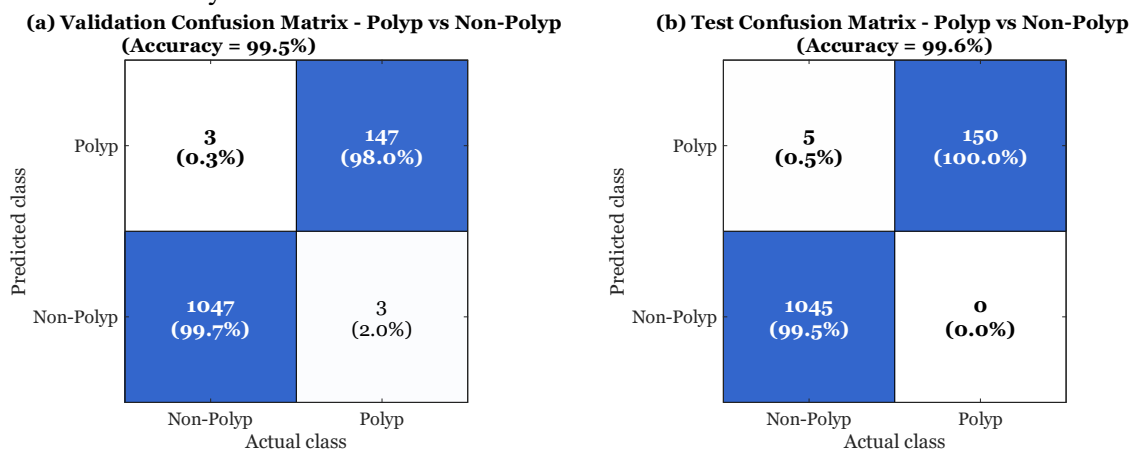 (a) Validation Confusion Matrix - Polyp vs Non-Polyp
(Accuracy = 99.5%)
Polyp
3
(0.3%)
147
(98.0%)
Non-Polyp
1047
(99.7%)
3
(2.0%)
Predicted class
Non-Polyp
Polyp
Actual class
(b) Test Confusion Matrix - Polyp vs Non-Polyp
(Accuracy = 99.6%)
Polyp
5
(0.5%)
150
(100.0%)
Non-Polyp
1045
(99.5%)
0
(0.0%)
Predicted class
Non-Polyp
Polyp
Actual class